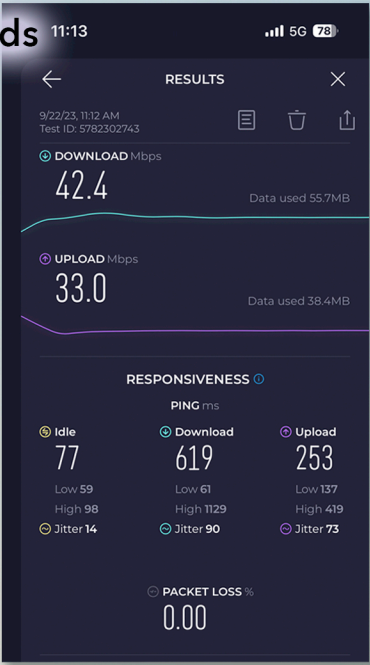 ds 11:13 5G 78
RESULTS
9/22/23, 11:12 AM
Test ID: 5782302743
DOWNLOAD Mbps
42.4
Data used 55.7MB
UPLOAD Mbps
33.0
Data used 38.4MB
RESPONSIVENESS
PING ms
Idle Download Upload
77 619 253
Low 59 Low 61 Low 137
High 98 High 1129 High 419
Jitter 14 Jitter 90 Jitter 73
PACKET LOSS %
0.00